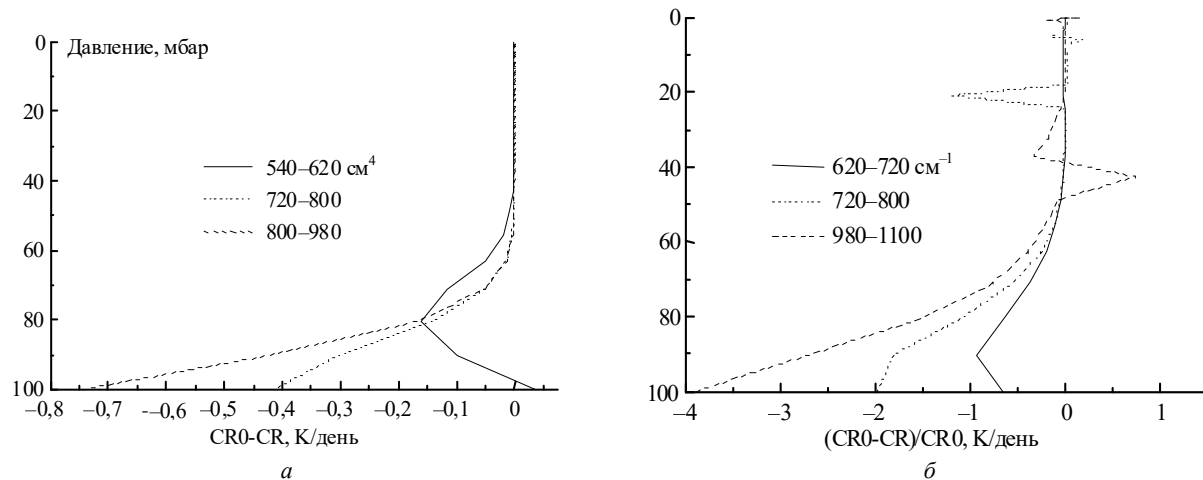 Давление, мбар
0
20
40
60
80
100
540–620 см⁴
720–800
800–980
–0,8 –0,7 -–0,6 –0,5 –0,4 –0,3 –0,2 –0,1 0
CR0-CR, К/день
а
0
20
40
60
80
100
620–720 см⁻¹
720–800
980–1100
–4 –3 –2 –1 0 1
(CR0-CR)/CR0, К/день
б